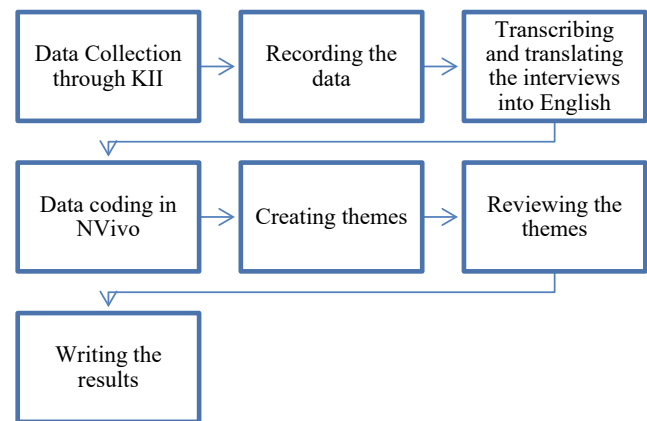 Data Collection
through KII
Recording the
data
Transcribing
and translating
the interviews
into English
Data coding in
NVivo
Creating themes
Reviewing the
themes
Writing the
results